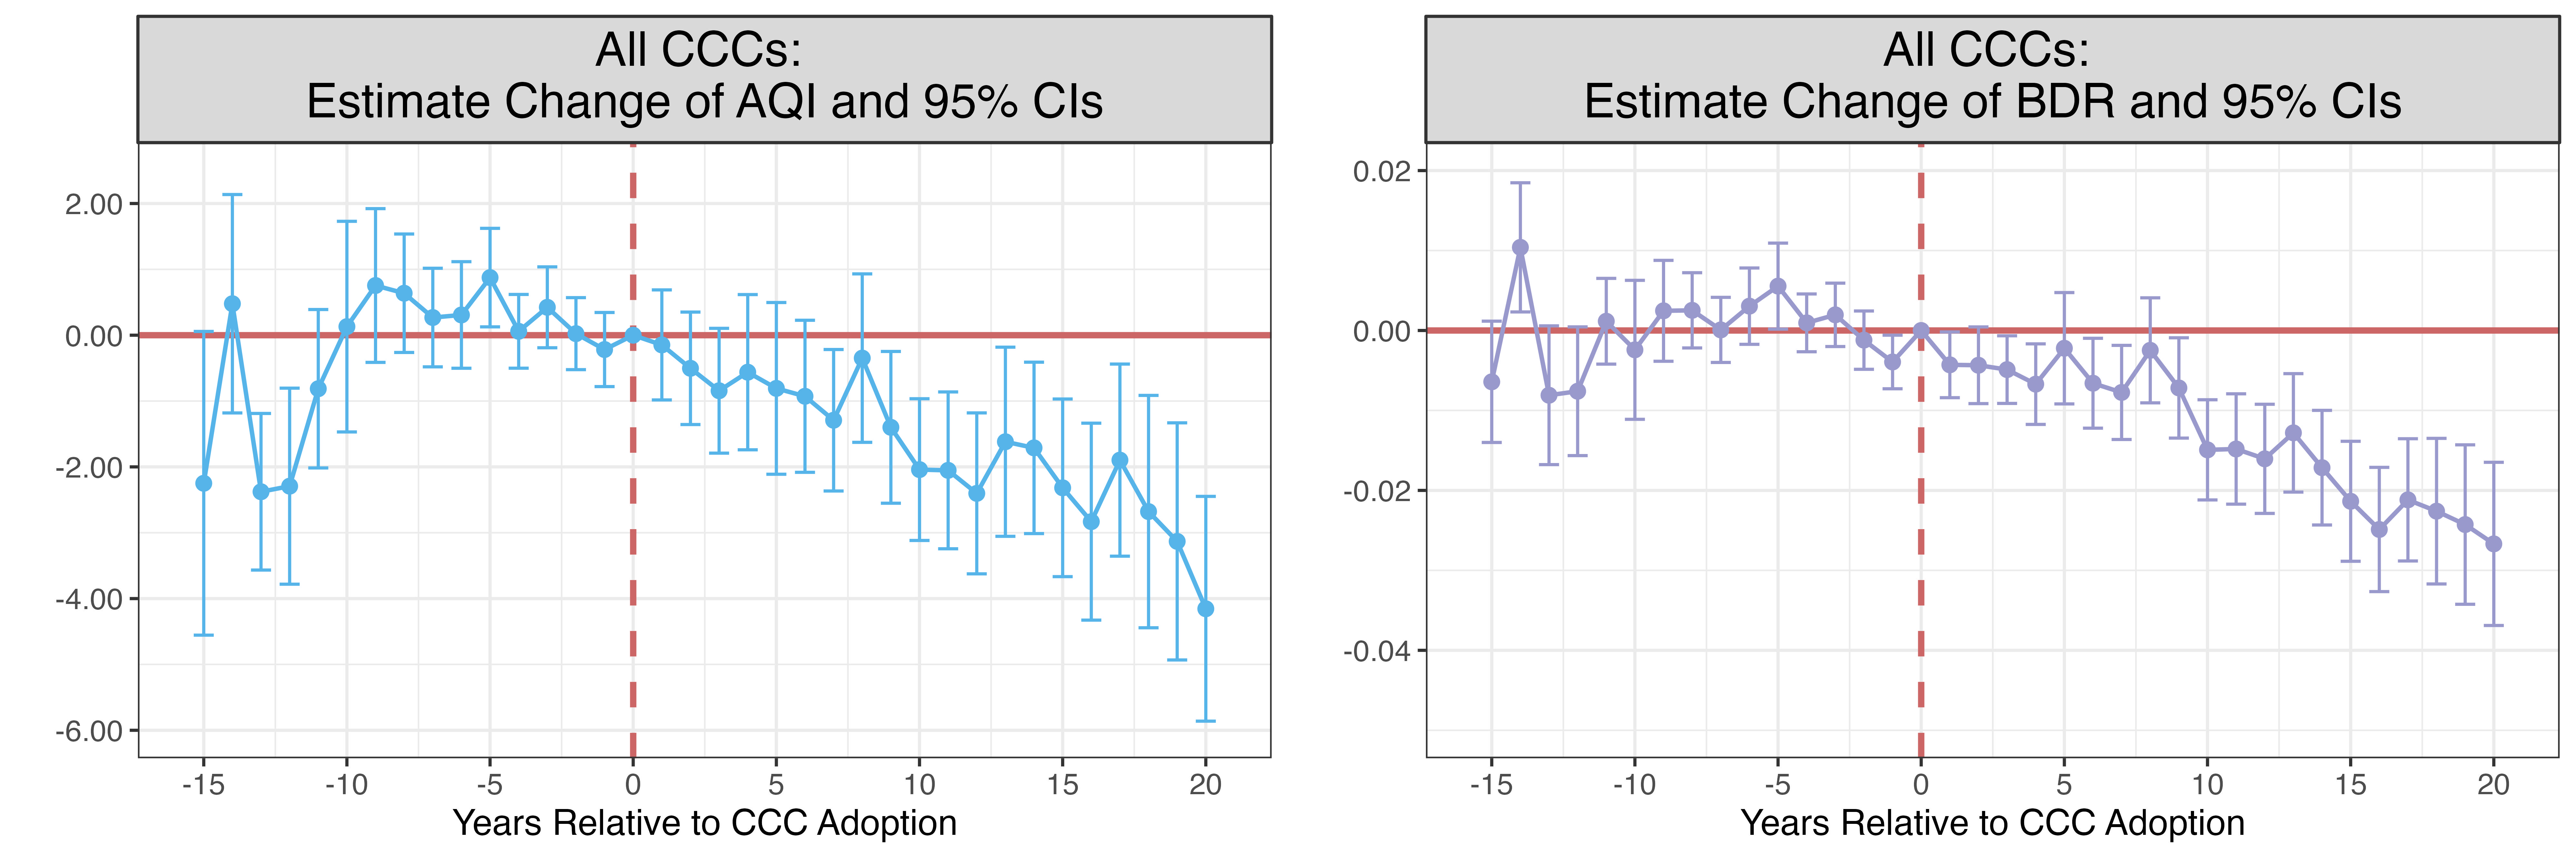 All CCCs:
Estimate Change of AQI and 95% CIs
2.00
0.00
-2.00
-4.00
-6.00
-15 -10 -5 0 5 10 15 20
Years Relative to CCC Adoption
All CCCs:
Estimate Change of BDR and 95% CIs
0.02
0.00
-0.02
-0.04
-15 -10 -5 0 5 10 15 20
Years Relative to CCC Adoption